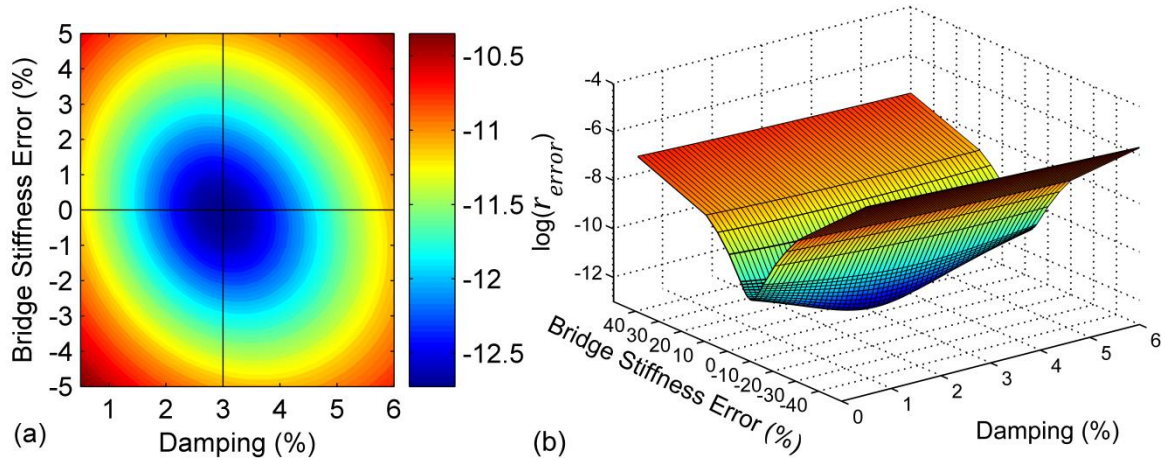 Bridge Stiffness Error (%)
5
4
3
2
1
0
-1
-2
-3
-4
-5
1 2 3 4 5 6
Damping (%)
(a)
-10.5
-11
-11.5
-12
-12.5
log(r_error)
-4
-6
-8
-10
-12
40 30 20 10 0 -10 -20 -30 -40
Bridge Stiffness Error (%)
0 1 2 3 4 5 6
Damping (%)
(b)